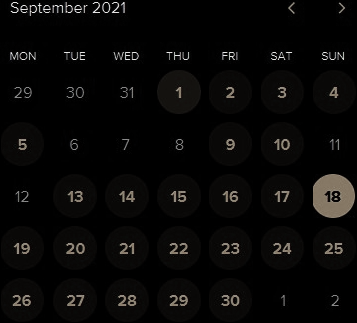 September 2021
MON TUE WED THU FRI SAT SUN
29 30 31 1 2 3 4
5 6 7 8 9 10 11
12 13 14 15 16 17 18
19 20 21 22 23 24 25
26 27 28 29 30 1 2